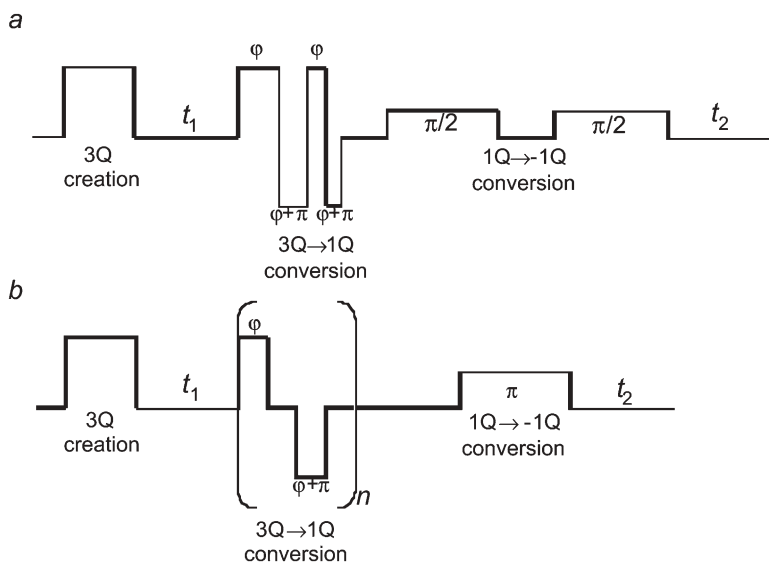 a
φ φ
t1 π/2 π/2 t2
3Q
creation
1Q→-1Q
conversion
φ+π φ+π
3Q→1Q
conversion
b
φ
t1 π t2
3Q
creation
1Q→ -1Q
conversion
φ+π n
3Q→1Q
conversion